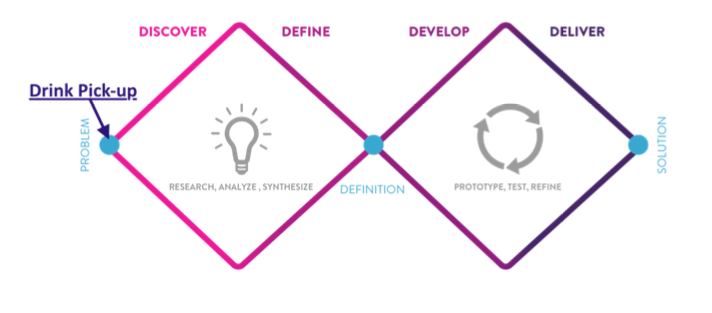 DISCOVER DEFINE DEVELOP DELIVER
Drink Pick-up
PROBLEM
SOLUTION
RESEARCH, ANALYZE , SYNTHESIZE
DEFINITION
PROTOTYPE, TEST, REFINE